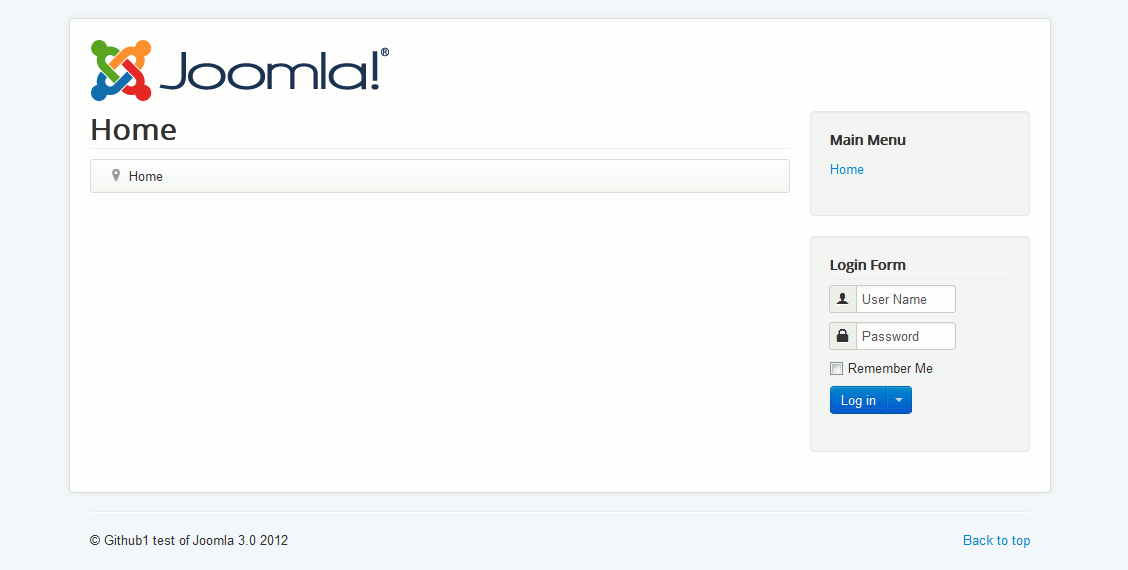 Joomla!®
Home
Home
Main Menu
Home
Login Form
User Name
Password
Remember Me
Log in
© Github1 test of Joomla 3.0 2012
Back to top